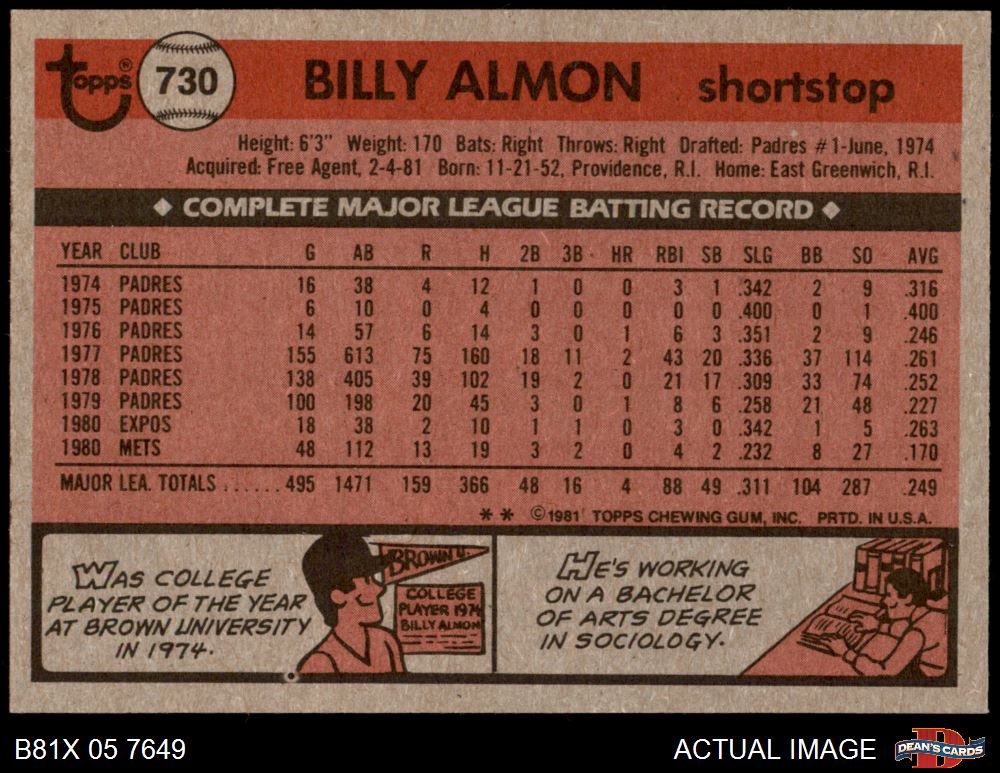 topps® 730 BILLY ALMON shortstop
Height: 6'3" Weight: 170 Bats: Right Throws: Right Drafted: Padres #1-June, 1974
Acquired: Free Agent, 2-4-81 Born: 11-21-52, Providence, R.I. Home: East Greenwich, R.I.
◆ COMPLETE MAJOR LEAGUE BATTING RECORD ◆
YEAR CLUB G AB R H 2B 3B HR RBI SB SLG BB SO AVG
1974 PADRES 16 38 4 12 1 0 0 3 1 .342 2 9 .316
1975 PADRES 6 10 0 4 0 0 0 0 0 .400 0 1 .400
1976 PADRES 14 57 6 14 3 0 1 6 3 .351 2 9 .246
1977 PADRES 155 613 75 160 18 11 2 43 20 .336 37 114 .261
1978 PADRES 138 405 39 102 19 2 0 21 17 .309 33 74 .252
1979 PADRES 100 198 20 45 3 0 1 8 6 .258 21 48 .227
1980 EXPOS 18 38 2 10 1 1 0 3 0 .342 1 5 .263
1980 METS 48 112 13 19 3 2 0 4 2 .232 8 27 .170
MAJOR LEA. TOTALS ...... 495 1471 159 366 48 16 4 88 49 .311 104 287 .249
** ©1981 TOPPS CHEWING GUM, INC. PRTD. IN U.S.A.
WAS COLLEGE
PLAYER OF THE YEAR
AT BROWN UNIVERSITY
IN 1974.
BROWN U.
COLLEGE
PLAYER 1974
BILLY ALMON
HE'S WORKING
ON A BACHELOR
OF ARTS DEGREE
IN SOCIOLOGY.
B81X 05 7649 ACTUAL IMAGE DEAN'S CARDS